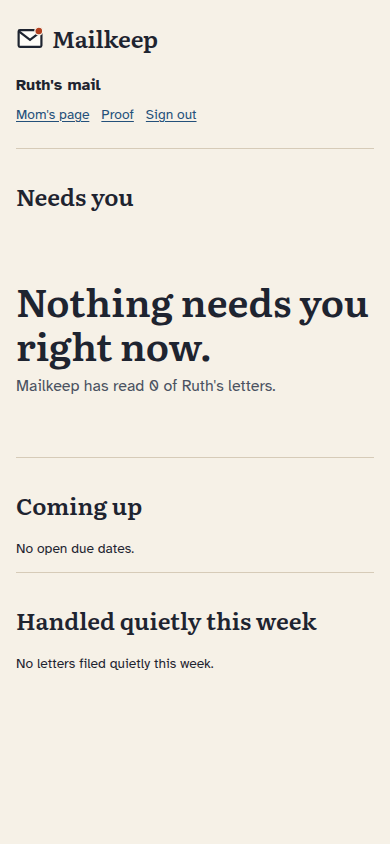 Mailkeep
Ruth's mail
Mom's page Proof Sign out
Needs you
Nothing needs you
right now.
Mailkeep has read 0 of Ruth's letters.
Coming up
No open due dates.
Handled quietly this week
No letters filed quietly this week.